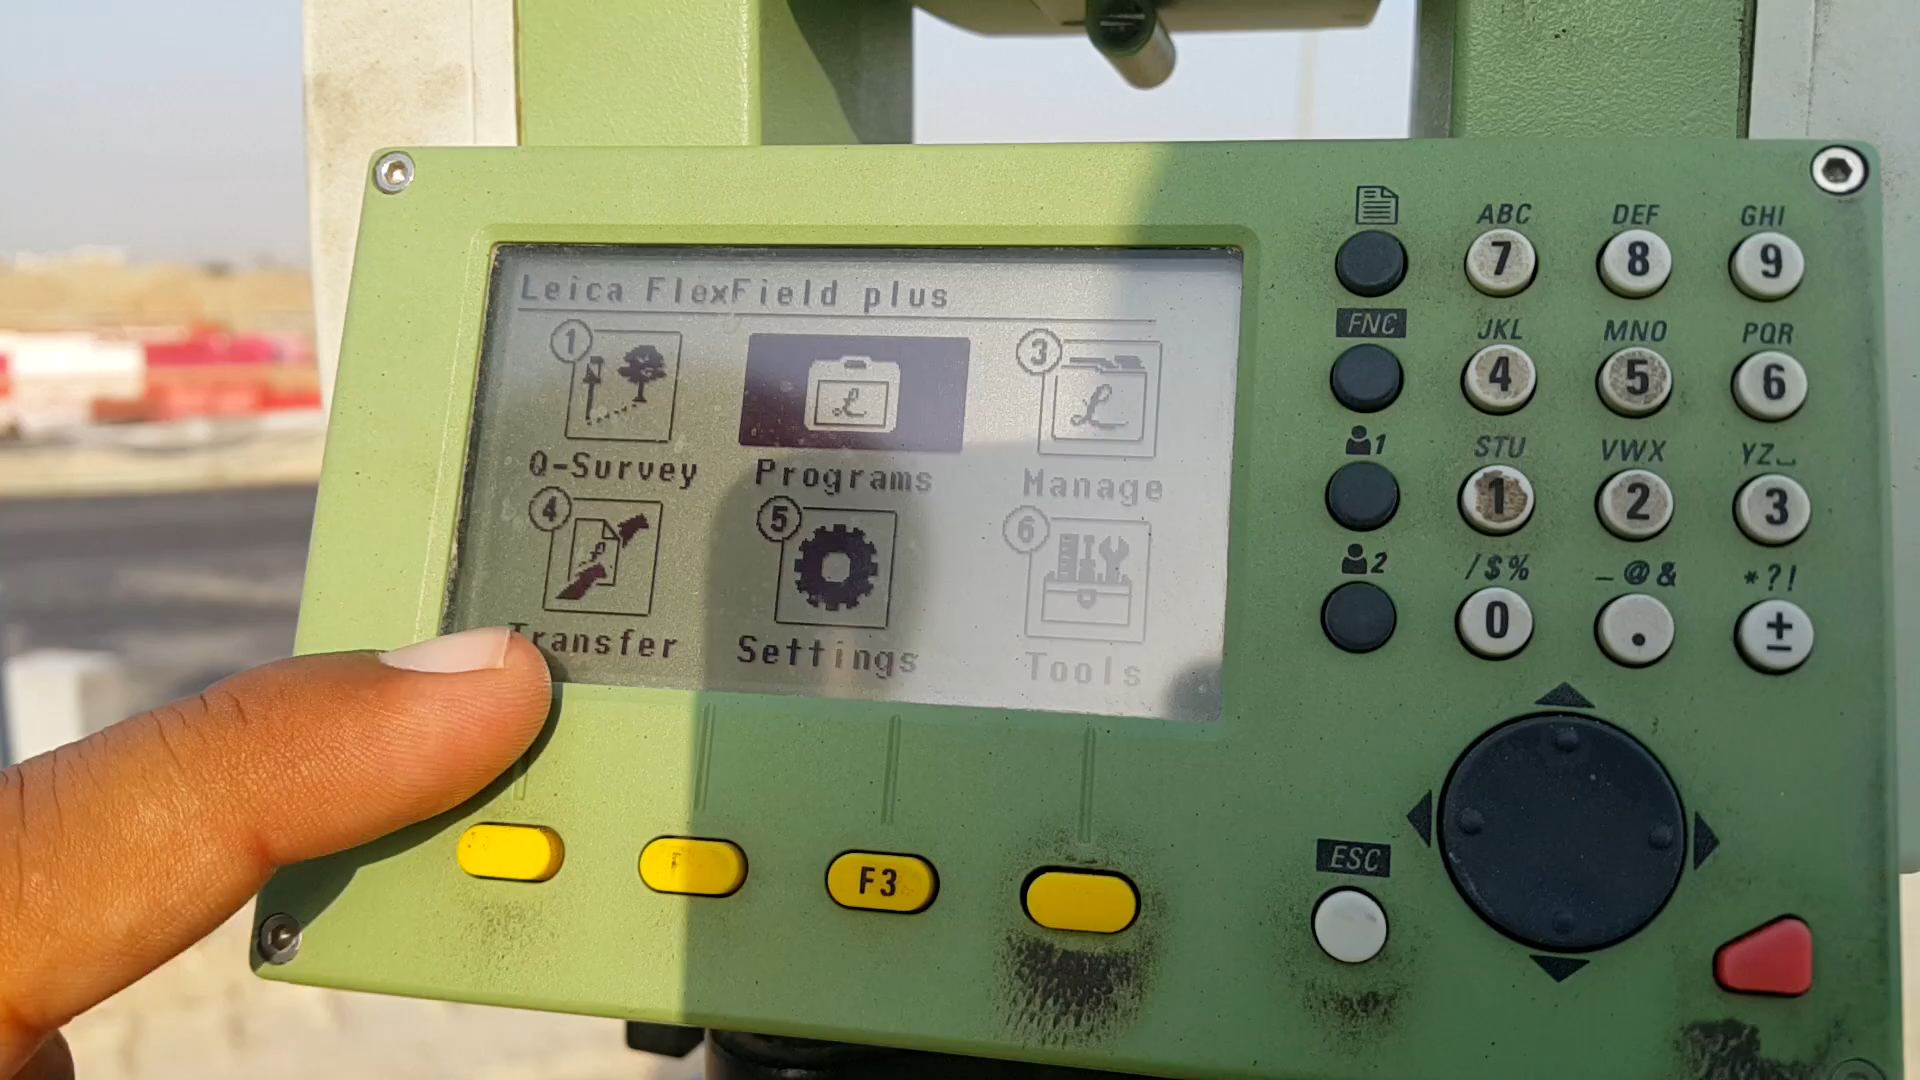 Leica FlexField plus
1 3
Q-Survey Programs Manage
4 5 6
Transfer Settings Tools
F3
FNC
1
2
ESC
ABC DEF GHI
7 8 9
JKL MNO PQR
4 5 6
STU VWX YZ
1 2 3
/$% _@& *?!
0 . ±